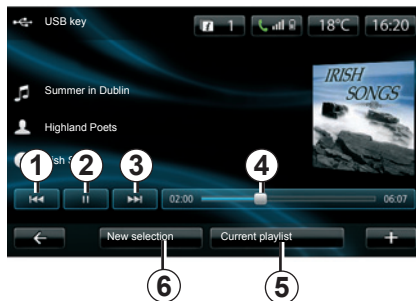 USB key
1
18°C
16:20
IRISH
SONGS
Summer in Dublin
Highland Poets
1
2
3
4
02:00
06:07
New selection
Current playlist
+
6
5